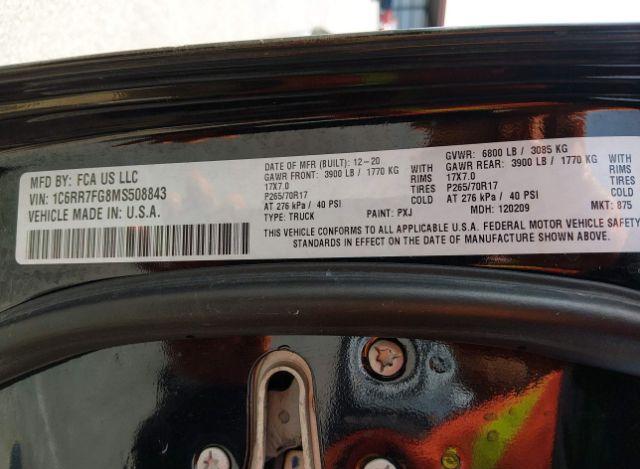 MFD BY: FCA US LLC
VIN: 1C6RR7FG8MS508843
VEHICLE MADE IN U.S.A.
DATE OF MFR (BUILT): 12-20
GAWR FRONT: 3900 LB / 1770 KG WITH
17X7.0 RIMS
P265/70R17 TIRES
AT 276 kPa / 40 PSI COLD
TYPE: TRUCK PAINT: PXJ
GVWR: 6800 LB / 3085 KG
GAWR REAR: 3900 LB / 1770 KG WITH
17X7.0 RIMS
P265/70R17 TIRES
AT 276 kPa / 40 PSI COLD
MDH: 120209 MKT: 875
THIS VEHICLE CONFORMS TO ALL APPLICABLE U.S.A. FEDERAL MOTOR VEHICLE SAFETY
STANDARDS IN EFFECT ON THE DATE OF MANUFACTURE SHOWN ABOVE.